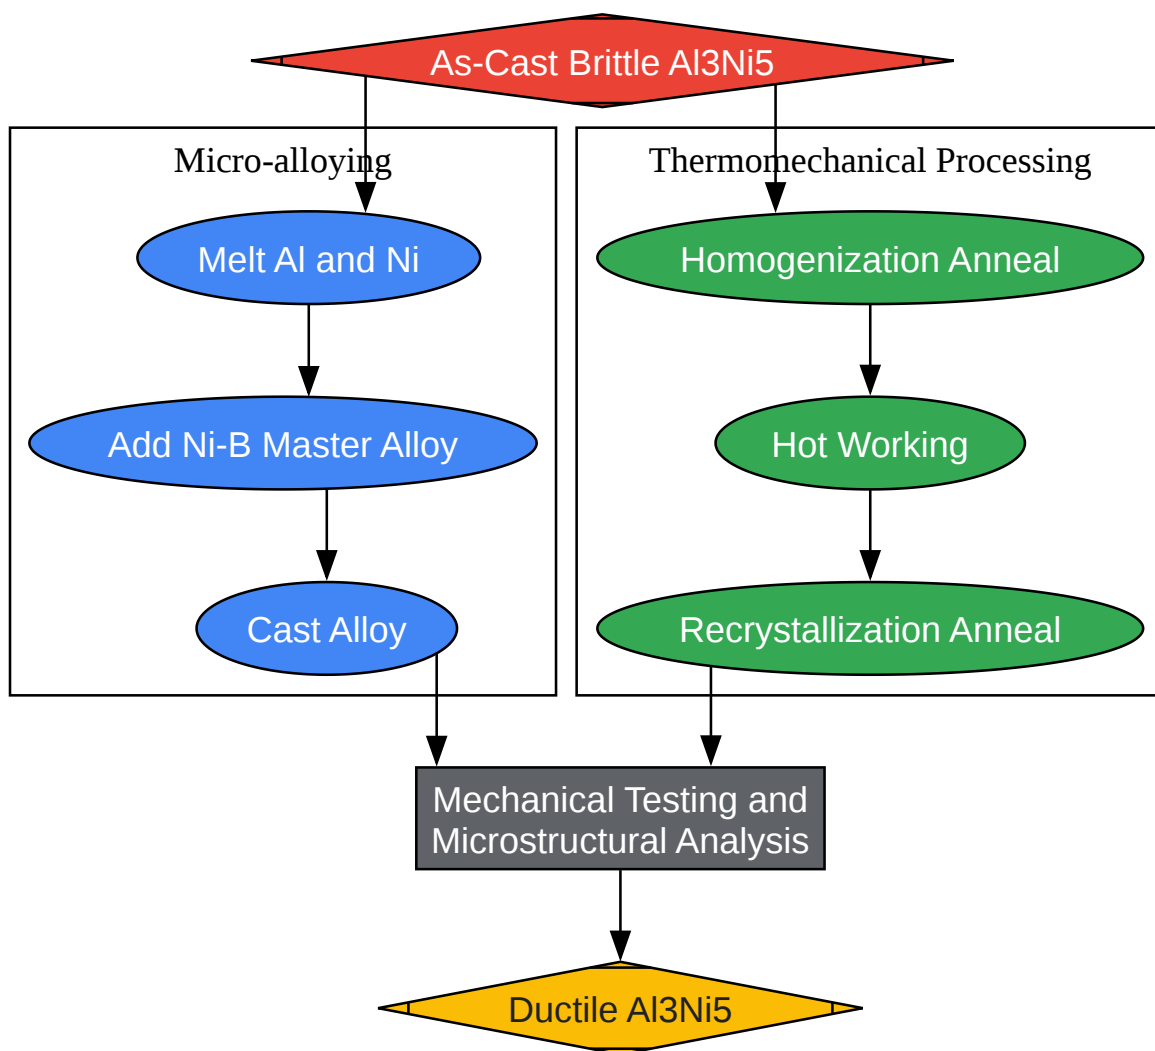 As-Cast Brittle Al3Ni5
Micro-alloying
Melt Al and Ni
Add Ni-B Master Alloy
Cast Alloy
Thermomechanical Processing
Homogenization Anneal
Hot Working
Recrystallization Anneal
Mechanical Testing and
Microstructural Analysis
Ductile Al3Ni5